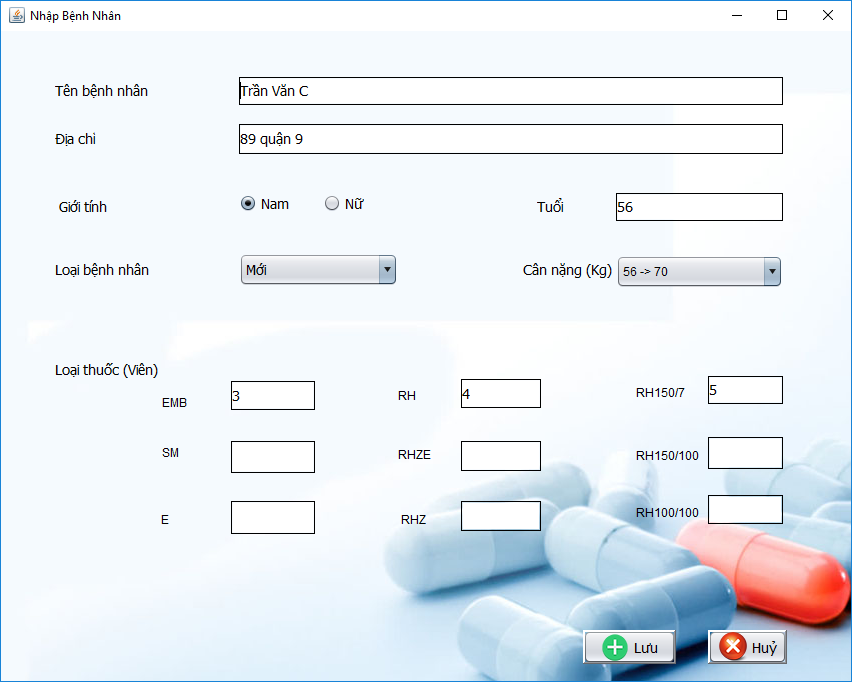 Nhập Bệnh Nhân
Tên bệnh nhân Trần Văn C
Địa chỉ 89 quận 9
Giới tính Nam Nữ Tuổi 56
Loại bệnh nhân Mới Cân nặng (Kg) 56 -> 70
Loại thuốc (Viên)
EMB 3 RH 4 RH150/7 5
SM RHZE RH150/100
E RHZ RH100/100
Lưu Huỷ